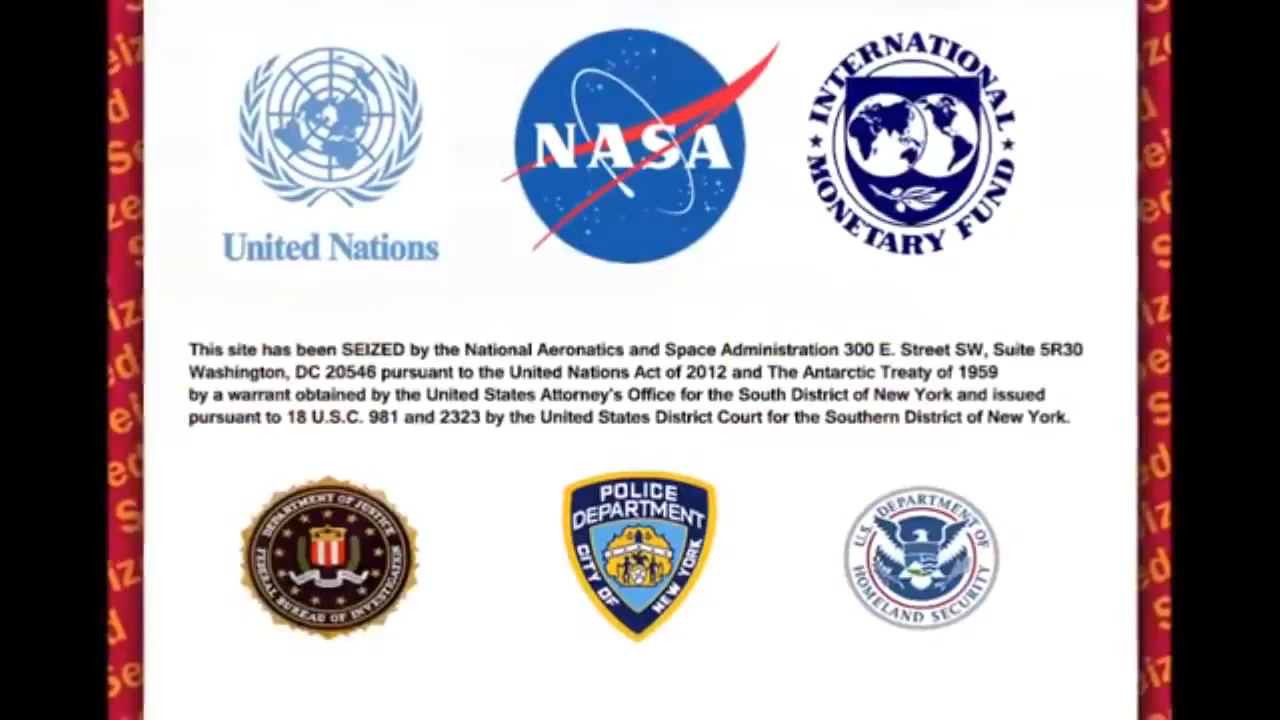 United Nations
NASA
INTERNATIONAL MONETARY FUND
This site has been SEIZED by the National Aeronatics and Space Administration 300 E. Street SW, Suite 5R30
Washington, DC 20546 pursuant to the United Nations Act of 2012 and The Antarctic Treaty of 1959
by a warrant obtained by the United States Attorney's Office for the South District of New York and issued
pursuant to 18 U.S.C. 981 and 2323 by the United States District Court for the Southern District of New York.
DEPARTMENT OF JUSTICE
FEDERAL BUREAU OF INVESTIGATION
POLICE
DEPARTMENT
CITY OF NEW YORK
U.S. DEPARTMENT OF
HOMELAND SECURITY
Seized